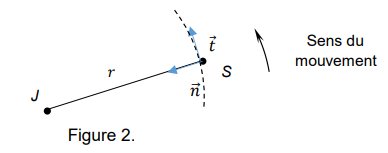 t⃗
Sens du
mouvement
r
S
n⃗
J
Figure 2.